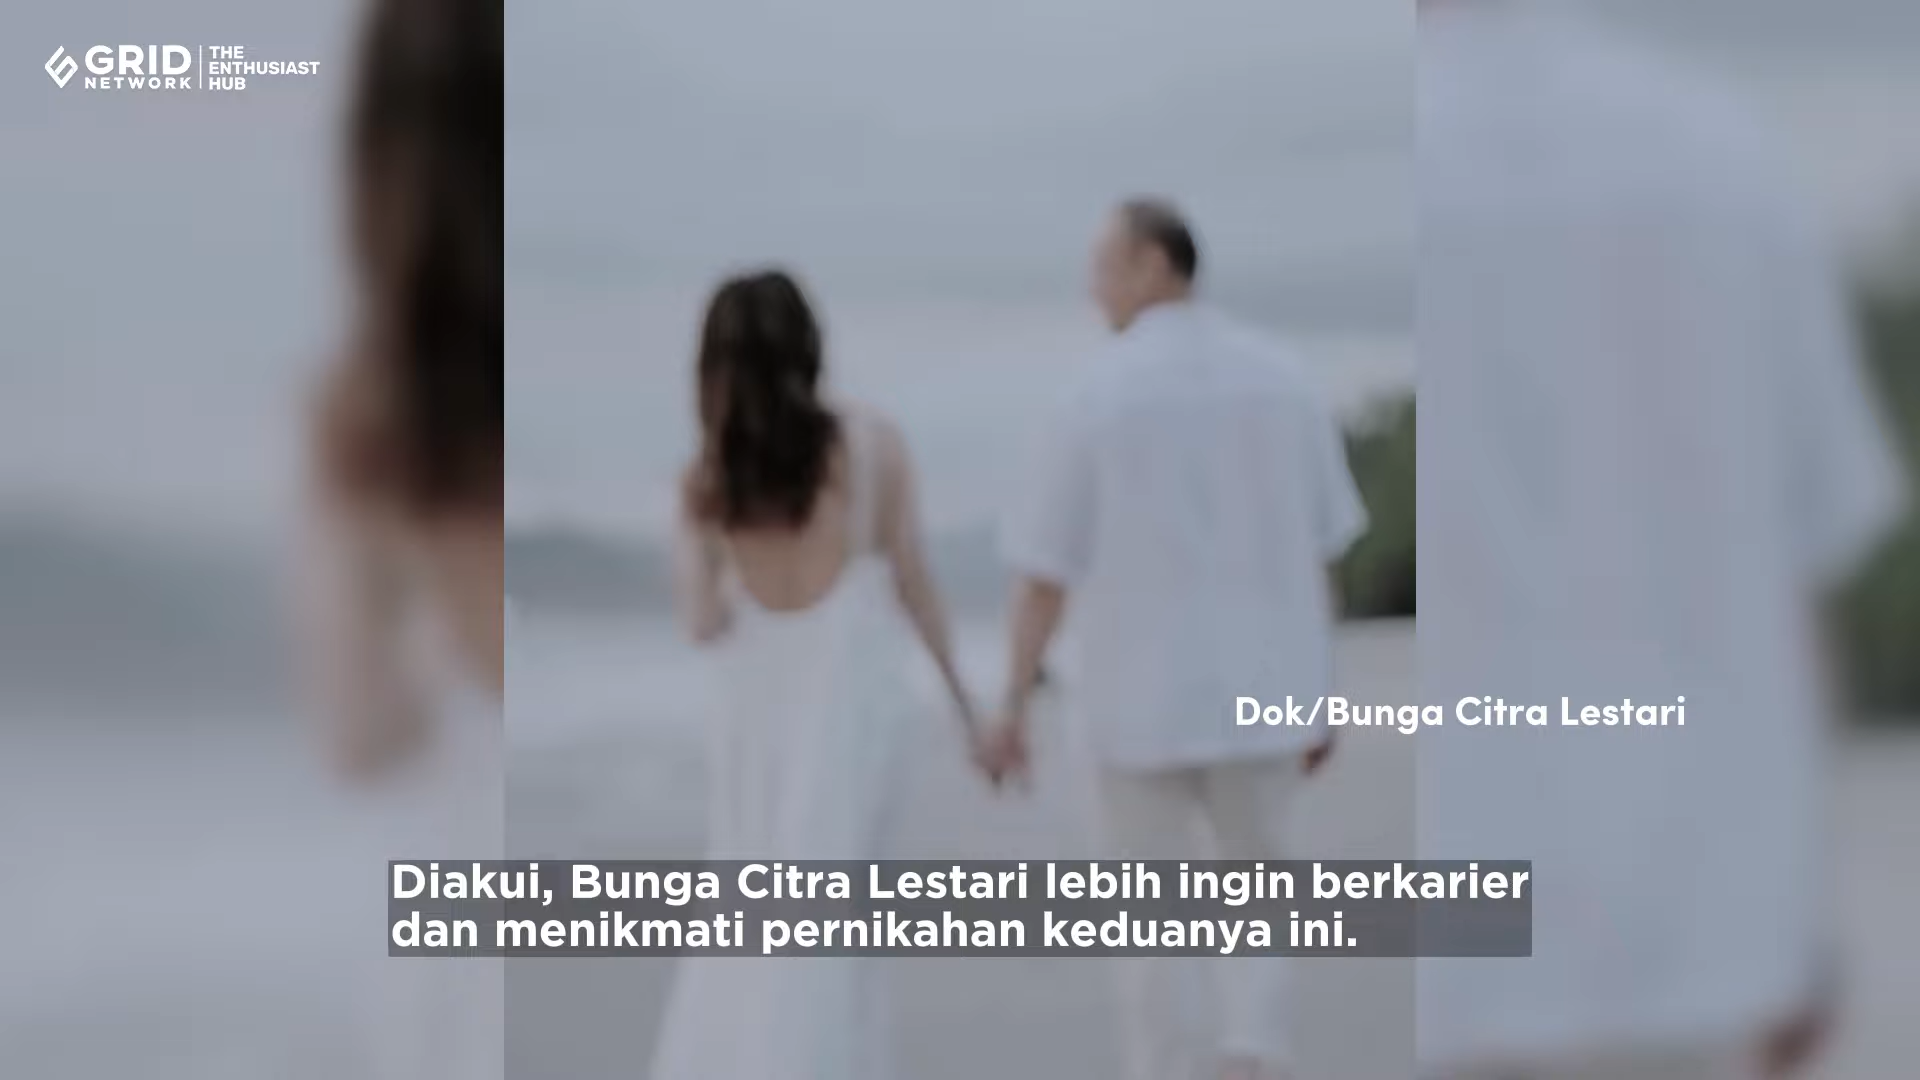 GRID
NETWORK
THE
ENTHUSIAST
HUB
Dok/Bunga Citra Lestari
Diakui, Bunga Citra Lestari lebih ingin berkarier
dan menikmati pernikahan keduanya ini.